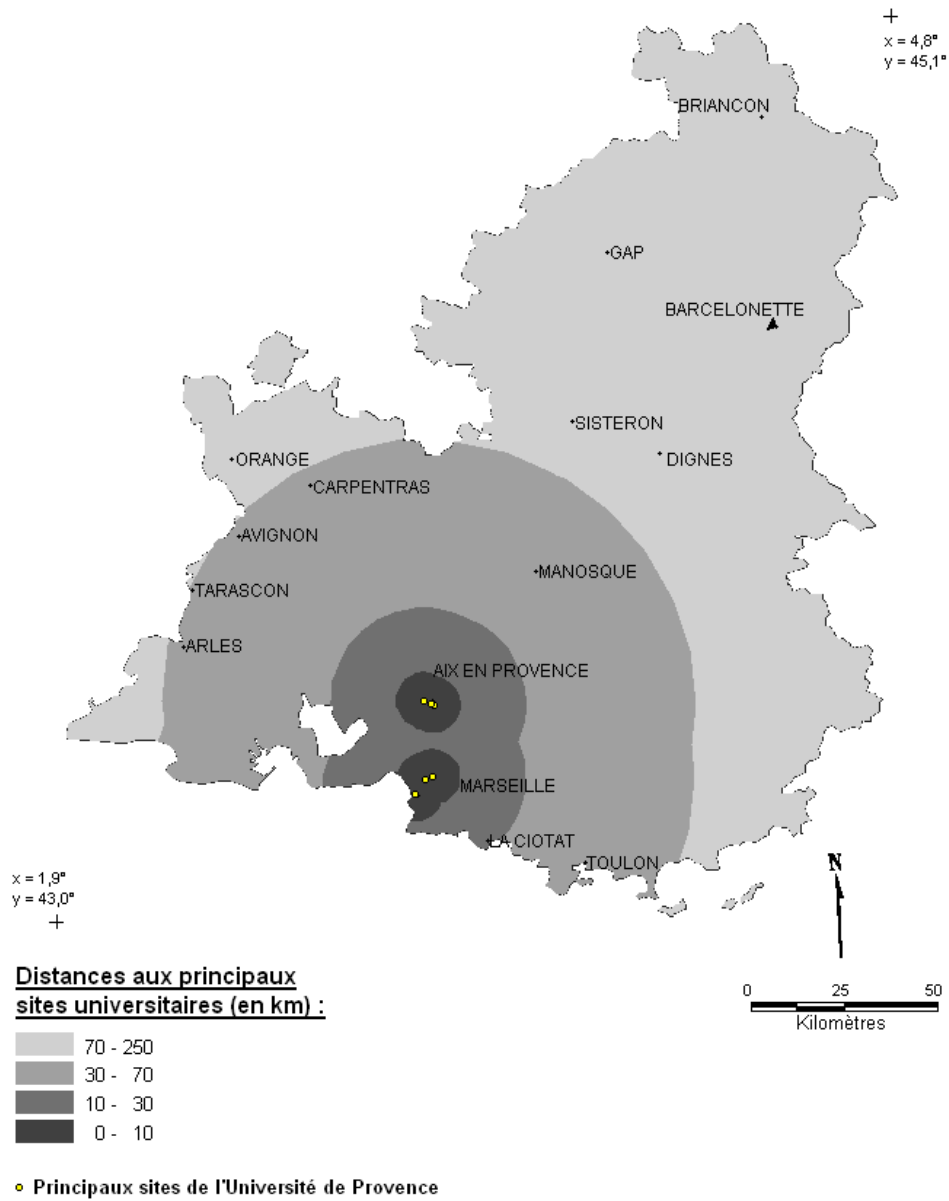 x = 4,8°
y = 45,1°
BRIANCON
GAP
BARCELONETTE
SISTERON
DIGNES
ORANGE
CARPENTRAS
AVIGNON
MANOSQUE
TARASCON
ARLES
AIX EN PROVENCE
MARSEILLE
LA CIOTAT
TOULON
x = 1,9°
y = 43,0°
N
Distances aux principaux
sites universitaires (en km) :
70 - 250
30 - 70
10 - 30
0 - 10
0 25 50
Kilomètres
Principaux sites de l'Université de Provence